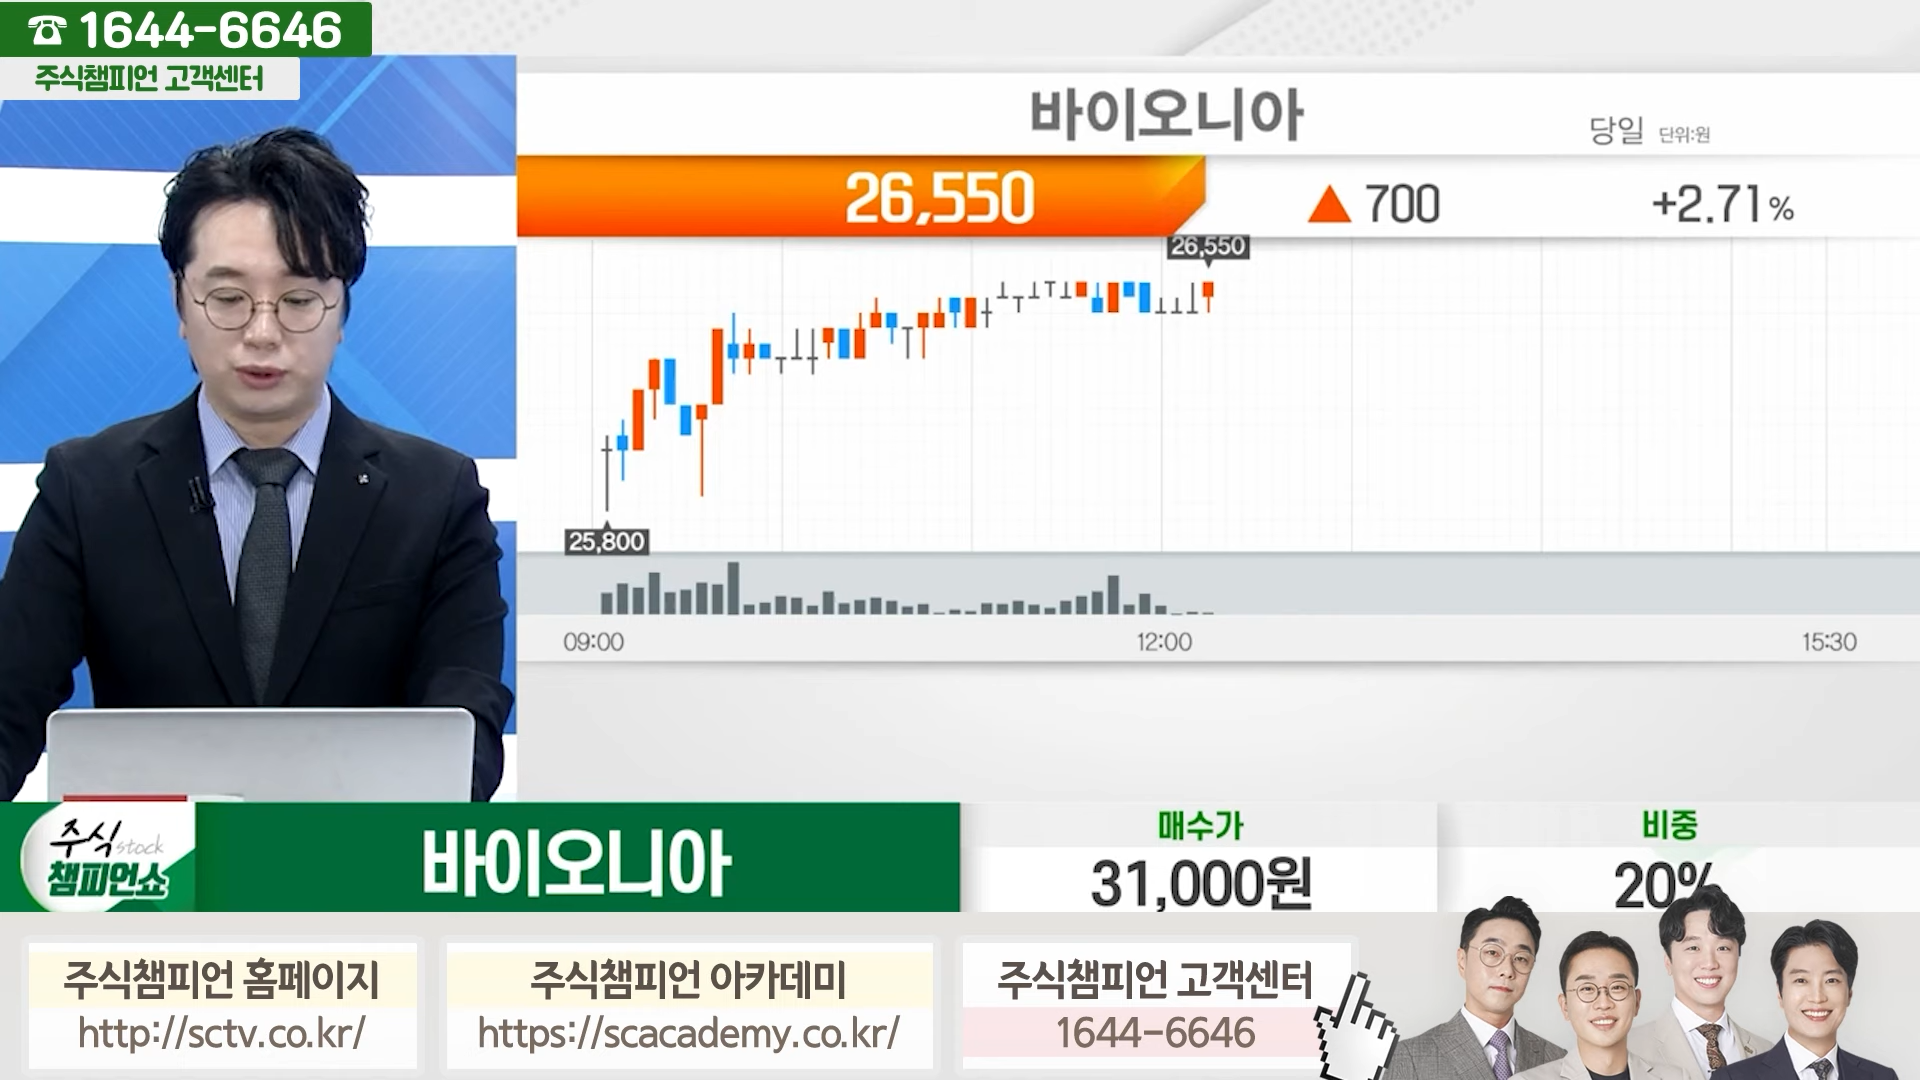 ☎ 1644-6646
주식챔피언 고객센터
바이오니아
당일 단위:원
26,550 ▲ 700 +2.71%
26,550
25,800
09:00 12:00 15:30
주식 stock
챔피언쇼
바이오니아
매수가
31,000원
비중
20%
주식챔피언 홈페이지
http://sctv.co.kr/
주식챔피언 아카데미
https://scacademy.co.kr/
주식챔피언 고객센터
1644-6646